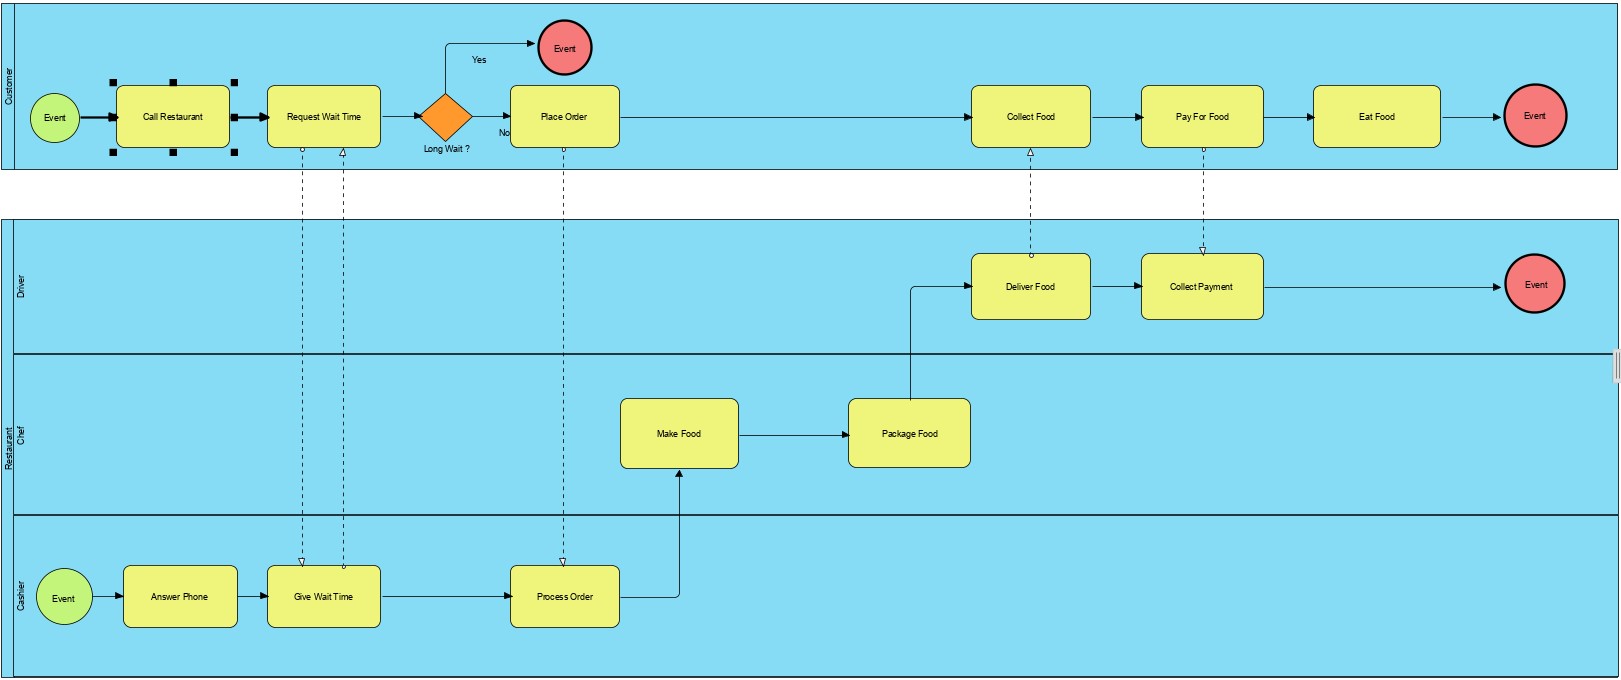 Customer
Event
Yes
Event
Call Restaurant
Request Wait Time
Long Wait ?
No
Place Order
Collect Food
Pay For Food
Eat Food
Event
Restaurant
Driver
Deliver Food
Collect Payment
Event
Chef
Make Food
Package Food
Cashier
Event
Answer Phone
Give Wait Time
Process Order